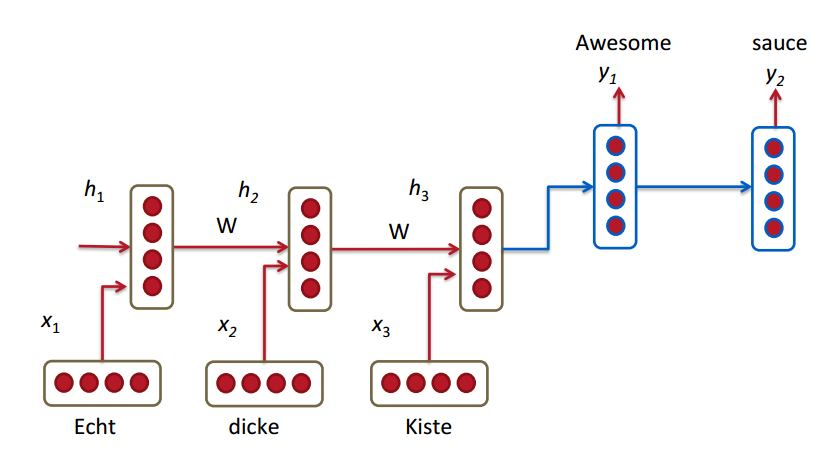 Awesome
sauce
y1
y2
h1
h2
h3
W
W
x1
x2
x3
Echt
dicke
Kiste